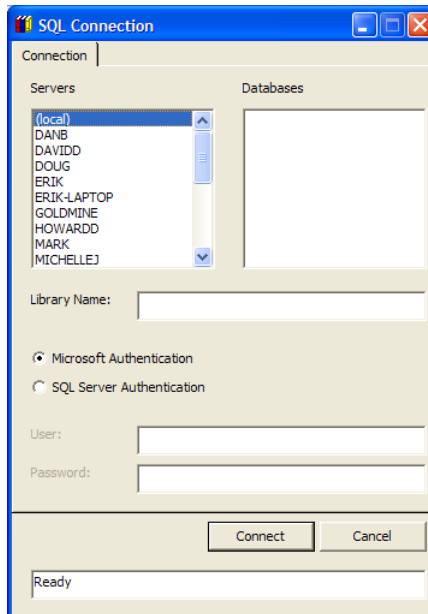 SQL Connection
Connection
Servers
Databases
(local)
DANB
DAVIDD
DOUG
ERIK
ERIK-LAPTOP
GOLDMINE
HOWARDD
MARK
MICHELLEJ
Library Name:
Microsoft Authentication
SQL Server Authentication
User:
Password:
Connect
Cancel
Ready